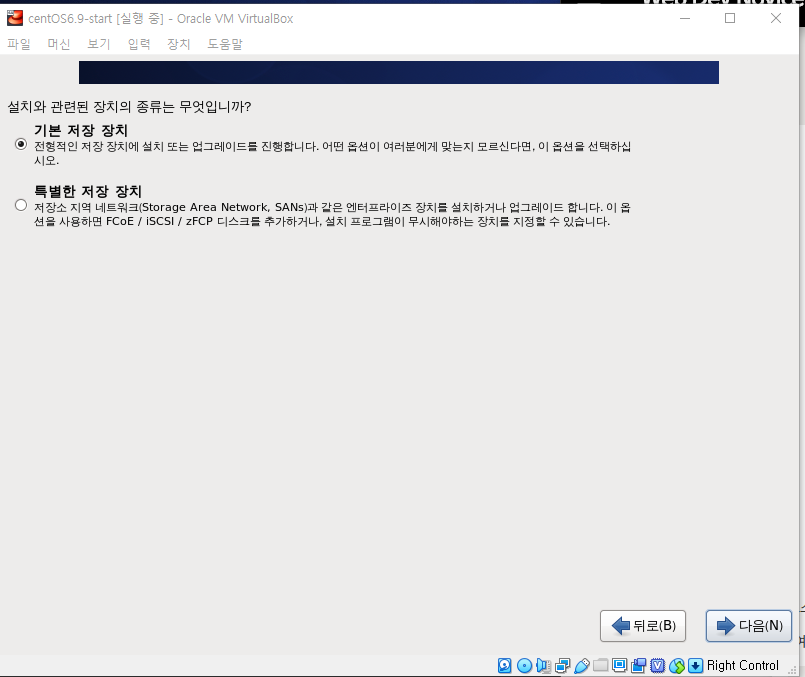 centOS6.9-start [실행 중] - Oracle VM VirtualBox
파일 머신 보기 입력 장치 도움말
설치와 관련된 장치의 종류는 무엇입니까?
기본 저장 장치
전형적인 저장 장치에 설치 또는 업그레이드를 진행합니다. 어떤 옵션이 여러분에게 맞는지 모르신다면, 이 옵션을 선택하십
시오.
특별한 저장 장치
저장소 지역 네트워크(Storage Area Network, SANs)과 같은 엔터프라이즈 장치를 설치하거나 업그레이드 합니다. 이 옵
션을 사용하면 FCoE / iSCSI / zFCP 디스크를 추가하거나, 설치 프로그램이 무시해야하는 장치를 지정할 수 있습니다.
뒤로(B) 다음(N)
Right Control